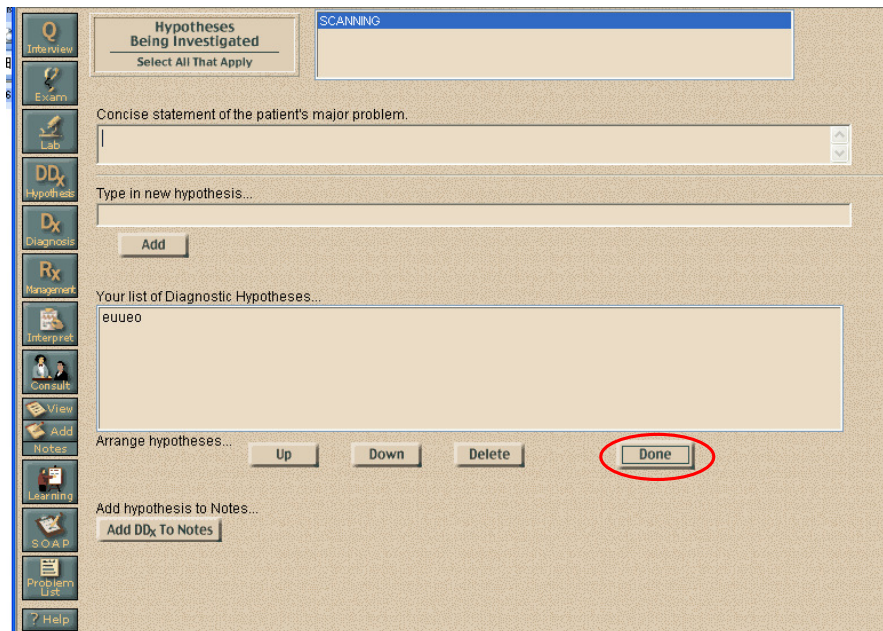 Q
Interview
Exam
Lab
DDx
Hypothesis
Dx
Diagnosis
Rx
Management
Interpret
Consult
View
Add
Notes
Learning
SOAP
Problem
List
? Help
Hypotheses
Being Investigated
Select All That Apply
SCANNING
Concise statement of the patient's major problem.
Type in new hypothesis...
Add
Your list of Diagnostic Hypotheses...
euueo
Arrange hypotheses...
Up
Down
Delete
Done
Add hypothesis to Notes...
Add DDx To Notes